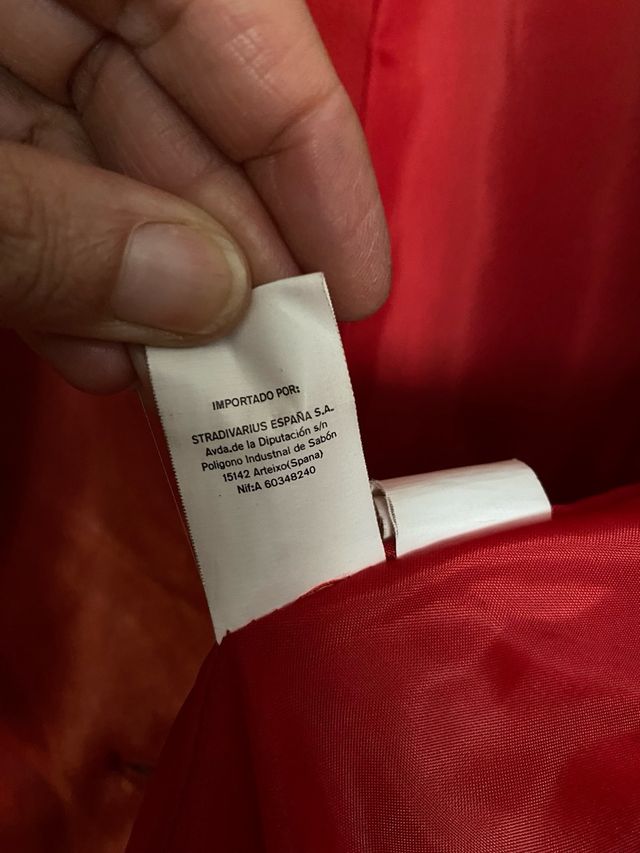 IMPORTADO POR:
STRADIVARIUS ESPAÑA S.A.
Avda.de la Diputación s/n
Poligono Industnal de Sabón
15142 Arteixo(Spana)
Nif:A 60348240